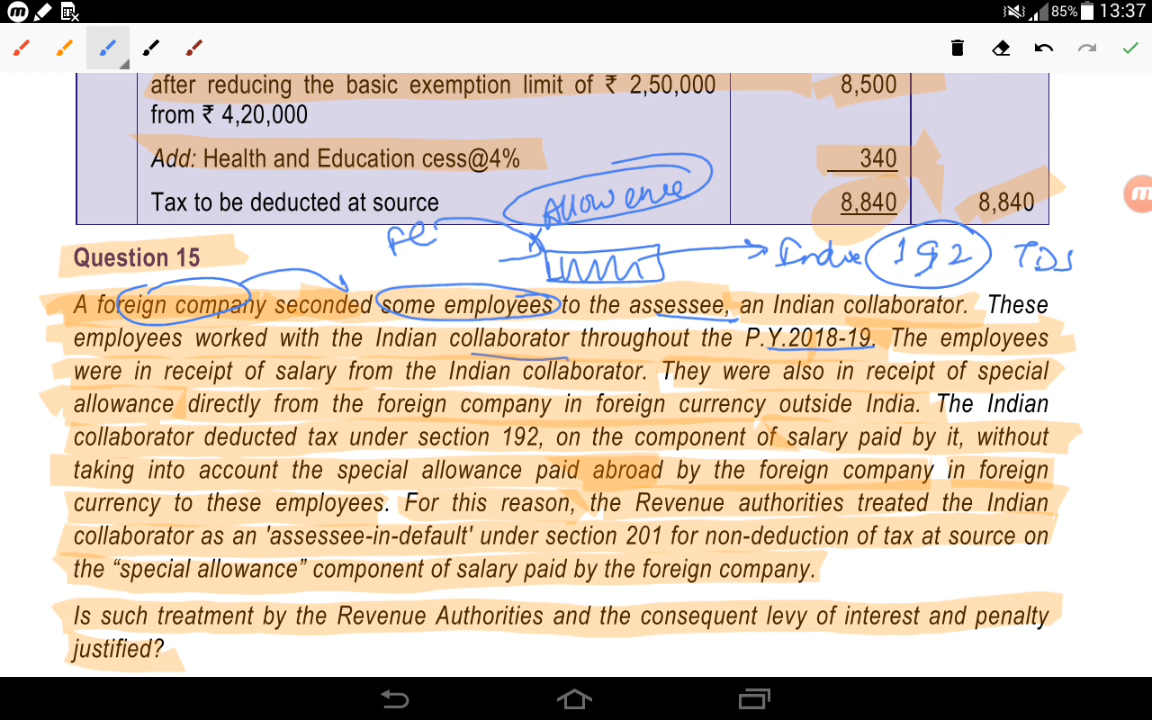 85% 13:37
after reducing the basic exemption limit of ₹ 2,50,000 8,500
from ₹ 4,20,000
Add: Health and Education cess@4% 340
Tax to be deducted at source 8,840 8,840
Allowence
FC
192 TDS
Question 15
A foreign company seconded some employees to the assessee, an Indian collaborator. These
employees worked with the Indian collaborator throughout the P.Y.2018-19. The employees
were in receipt of salary from the Indian collaborator. They were also in receipt of special
allowance directly from the foreign company in foreign currency outside India. The Indian
collaborator deducted tax under section 192, on the component of salary paid by it, without
taking into account the special allowance paid abroad by the foreign company in foreign
currency to these employees. For this reason, the Revenue authorities treated the Indian
collaborator as an 'assessee-in-default' under section 201 for non-deduction of tax at source on
the “special allowance” component of salary paid by the foreign company.
Is such treatment by the Revenue Authorities and the consequent levy of interest and penalty
justified?